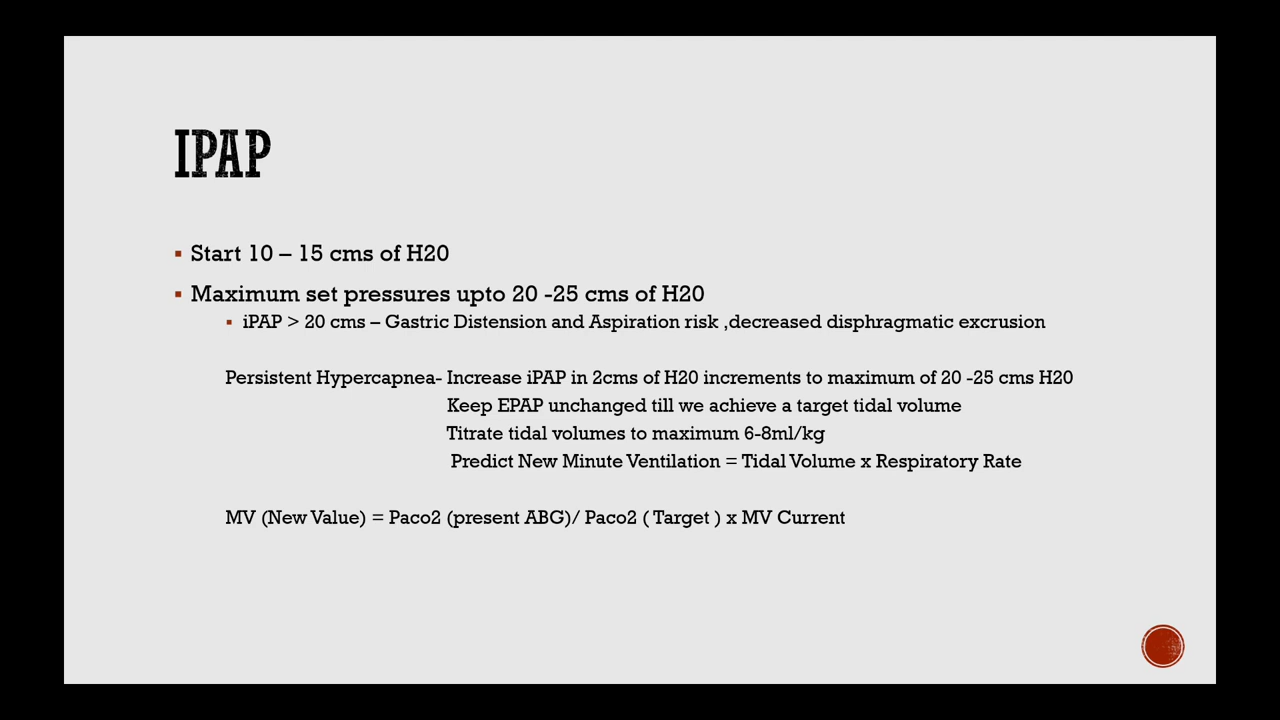 IPAP
Start 10 – 15 cms of H20
Maximum set pressures upto 20 -25 cms of H20
iPAP > 20 cms – Gastric Distension and Aspiration risk ,decreased disphragmatic excrusion
Persistent Hypercapnea- Increase iPAP in 2cms of H20 increments to maximum of 20 -25 cms H20
Keep EPAP unchanged till we achieve a target tidal volume
Titrate tidal volumes to maximum 6-8ml/kg
Predict New Minute Ventilation = Tidal Volume x Respiratory Rate
MV (New Value) = Paco2 (present ABG)/ Paco2 ( Target ) x MV Current